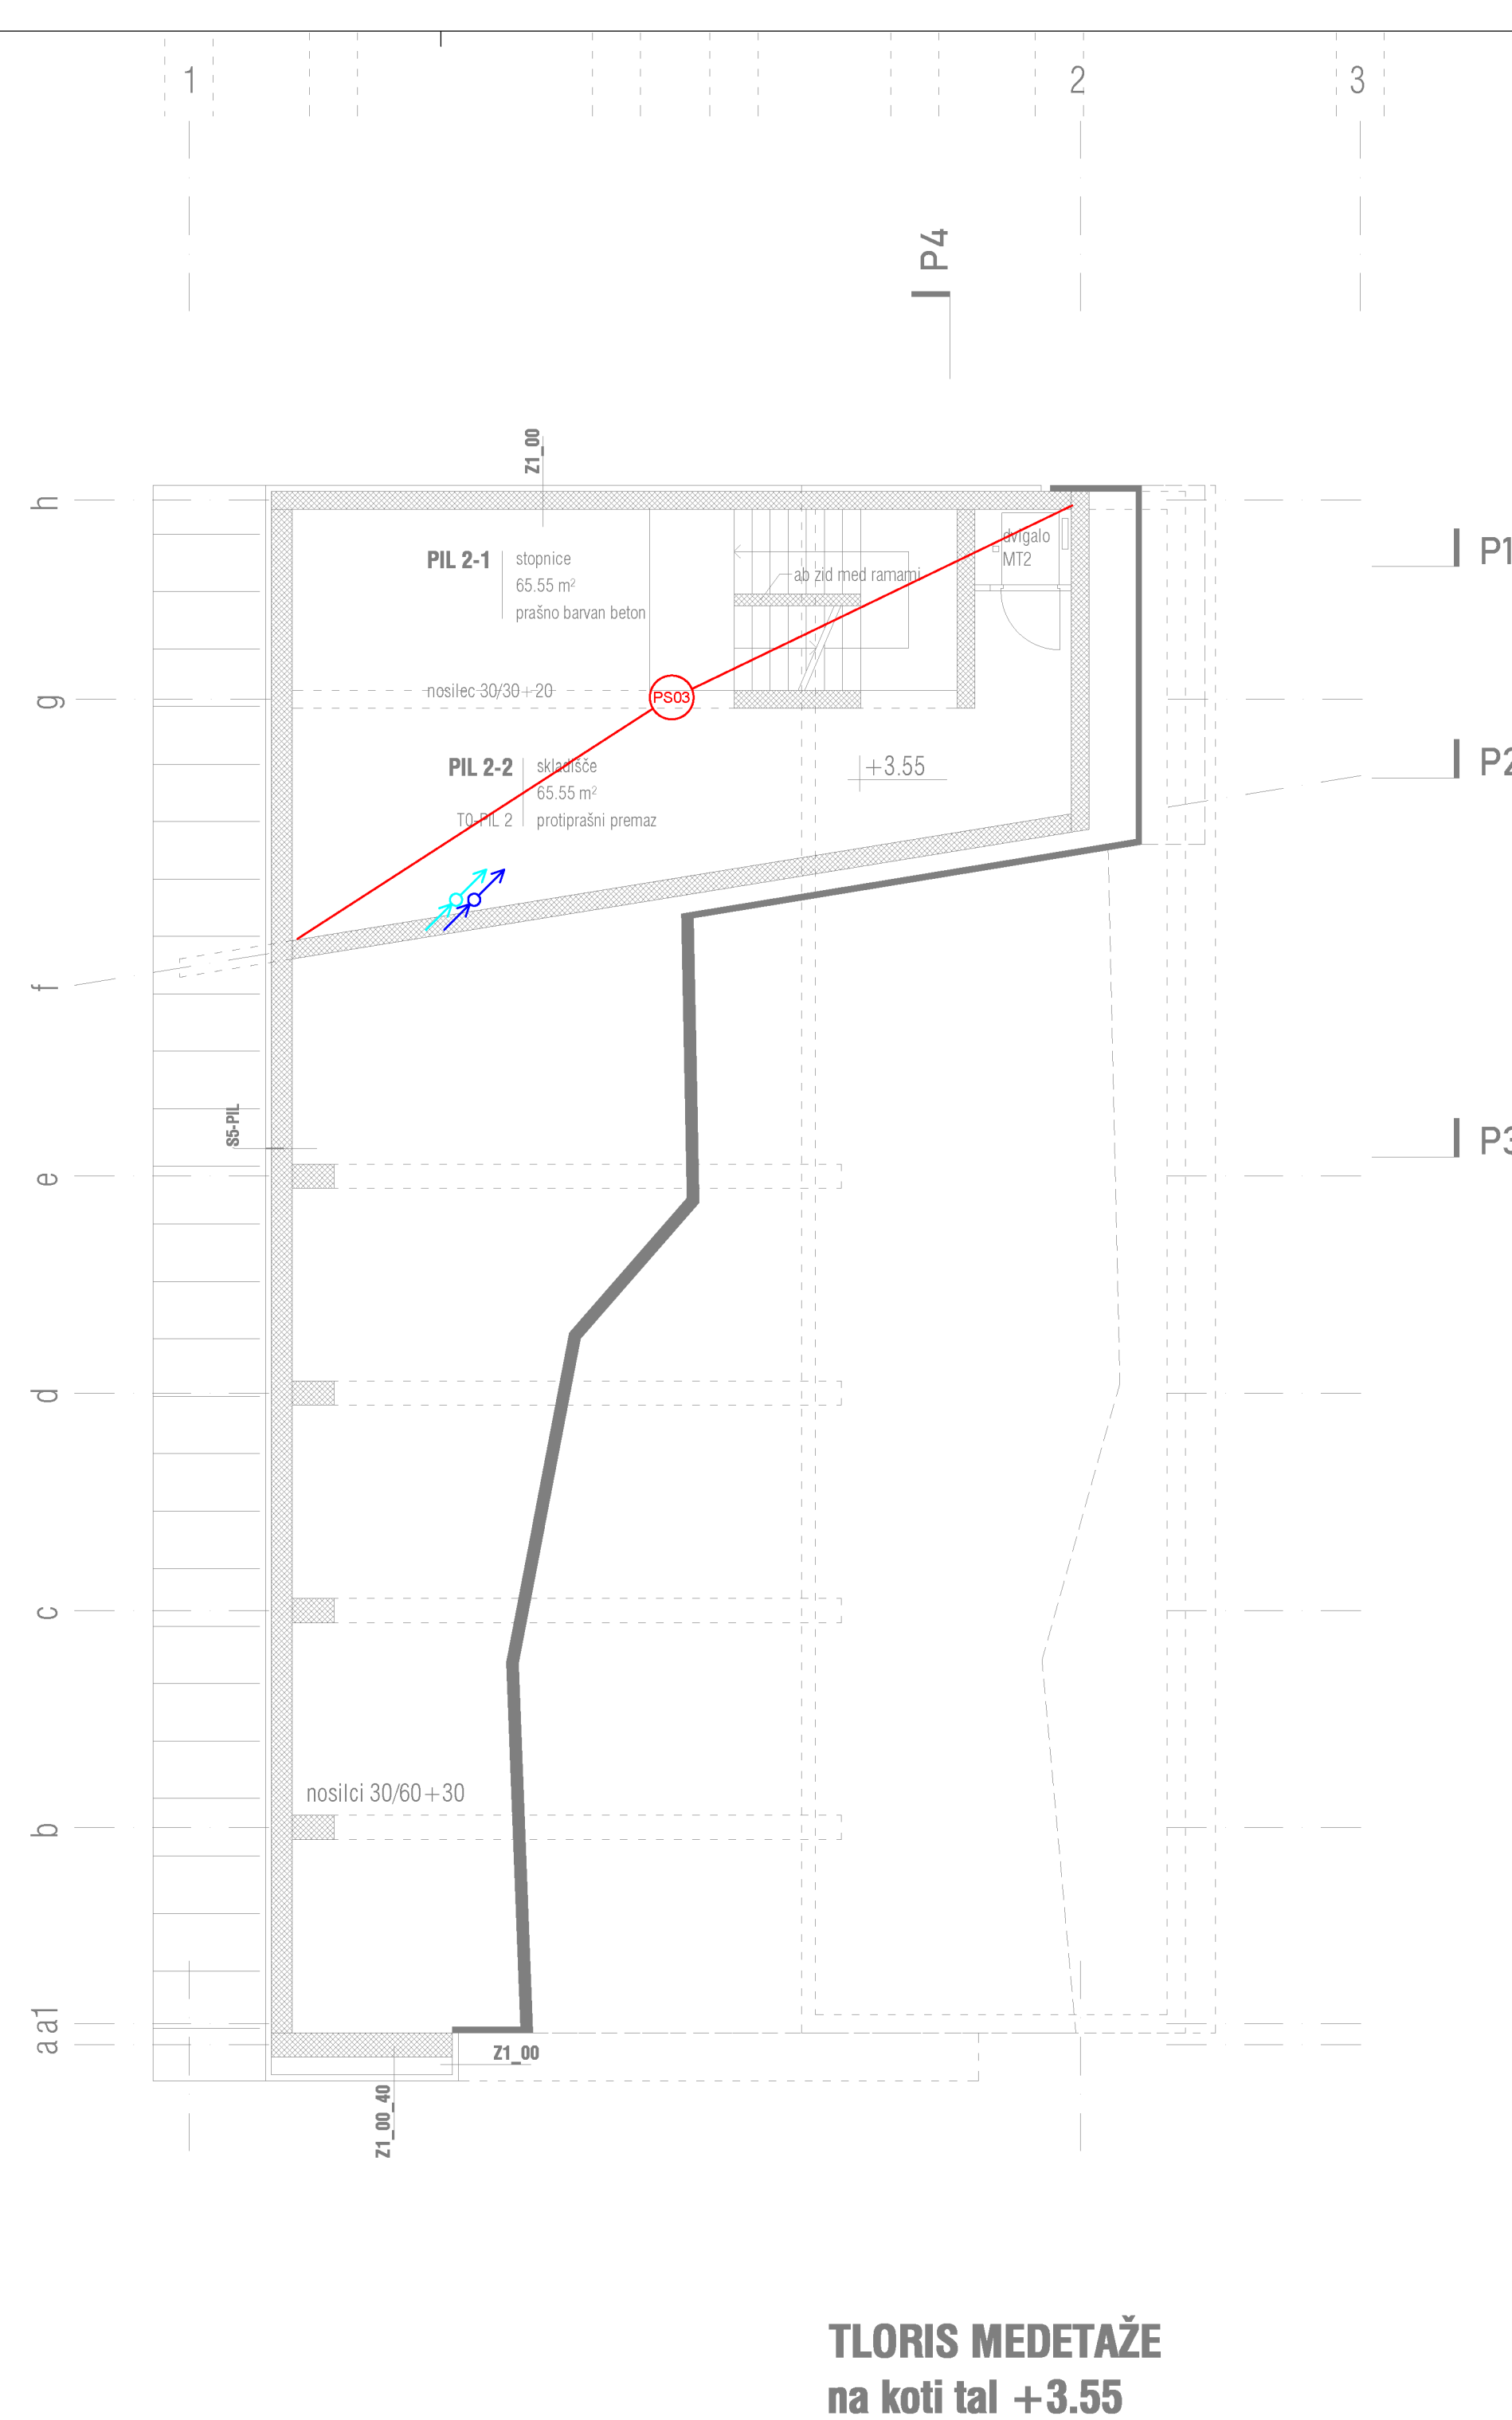 1
2
3
P4
Z1_00
h
P1
PIL 2-1
stopnice
65.55 m²
prašno barvan beton
dvigalo
MT2
ab zid med ramami
nosilec 30/30+20
g
PS03
P2
PIL 2-2
skladišče
65.55 m²
T0-PIL 2
protiprašni premaz
+3.55
f
S5-PIL
P3
e
d
c
nosilci 30/60+30
b
a1
a
Z1_00
Z1_00_40
TLORIS MEDETAŽE
na koti tal +3.55